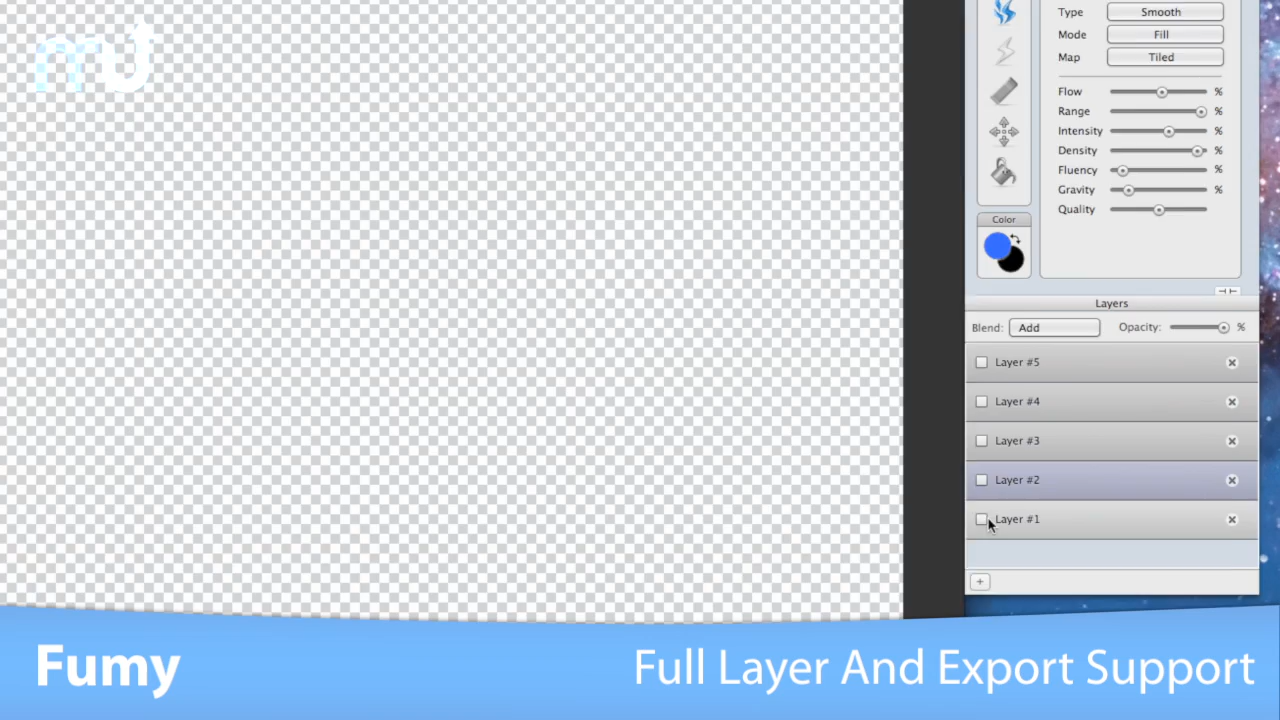 mu
Type Smooth
Mode Fill
Map Tiled
Flow %
Range %
Intensity %
Density %
Fluency %
Gravity %
Quality
Color
Layers
Blend: Add Opacity: %
Layer #5
Layer #4
Layer #3
Layer #2
Layer #1
+
Fumy
Full Layer And Export Support